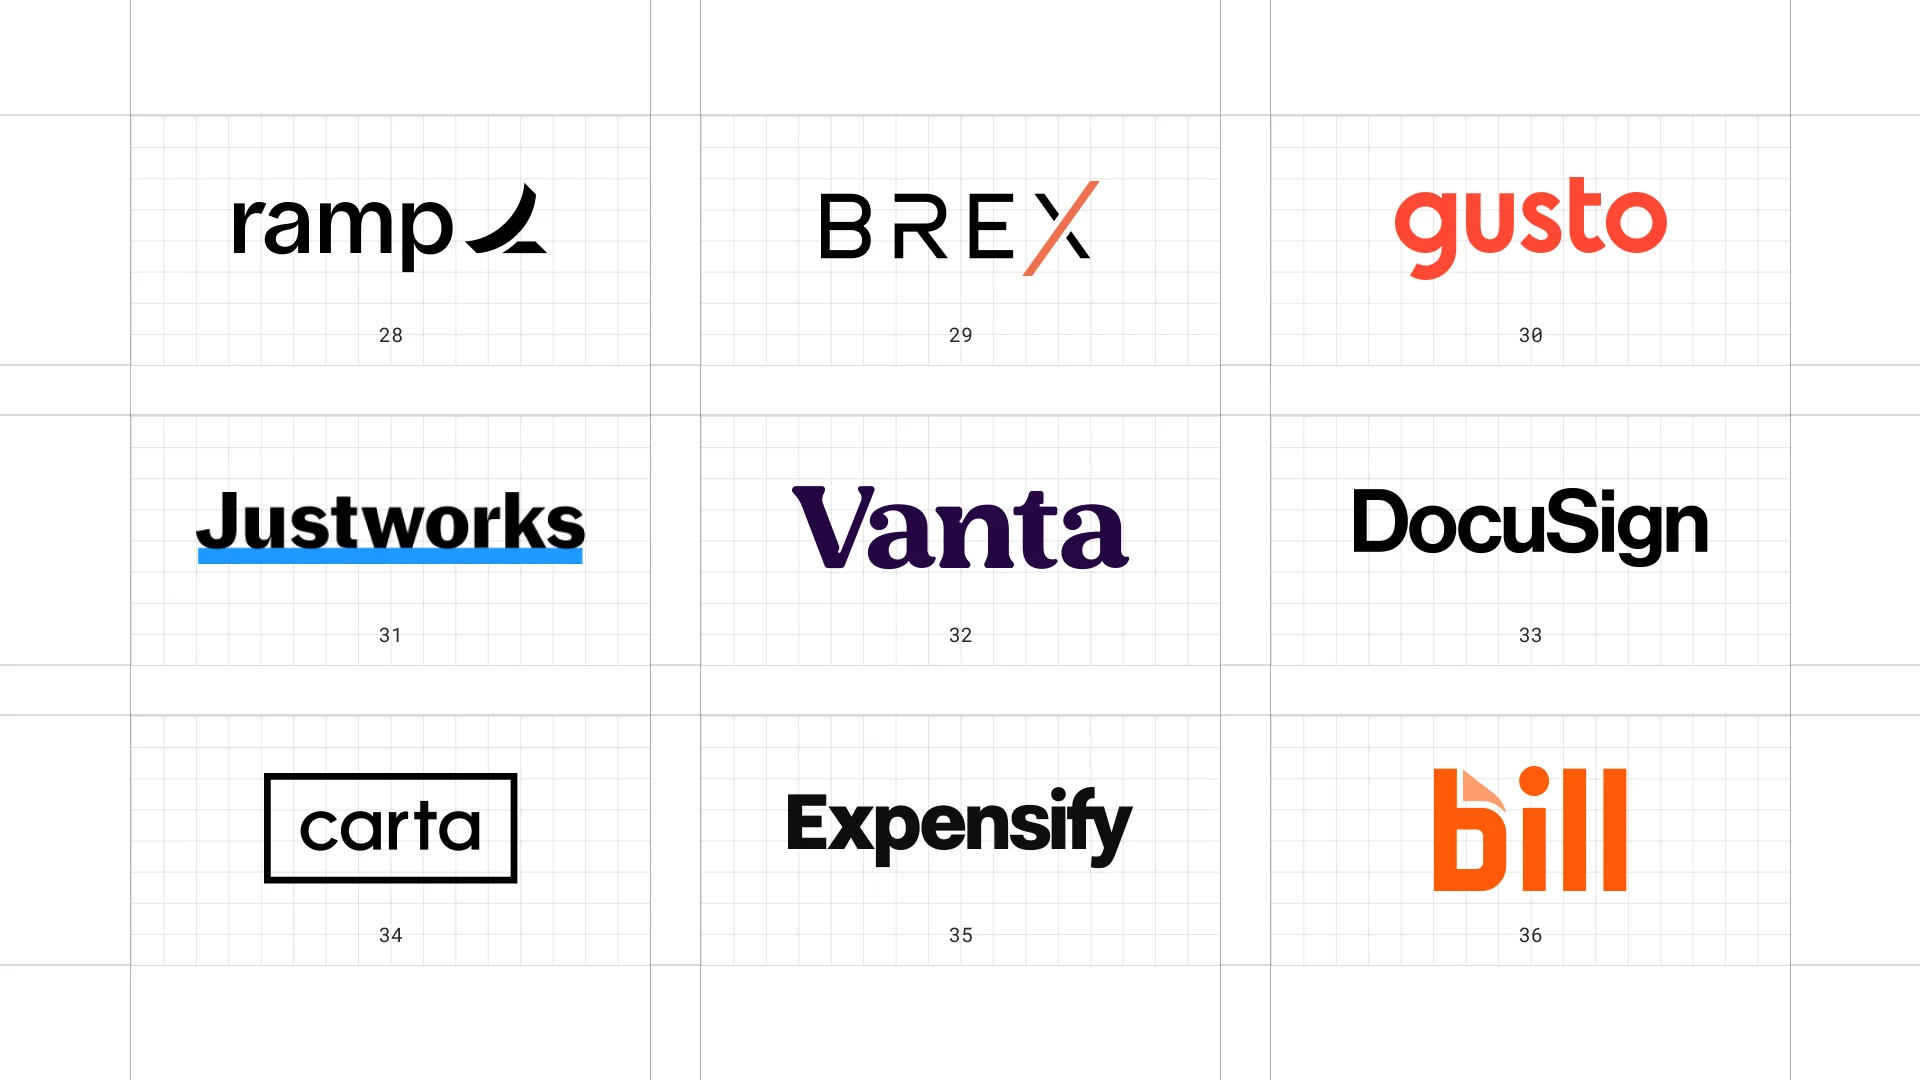 ramp
BREX
gusto
28
29
30
Justworks
Vanta
DocuSign
31
32
33
carta
Expensify
bill
34
35
36